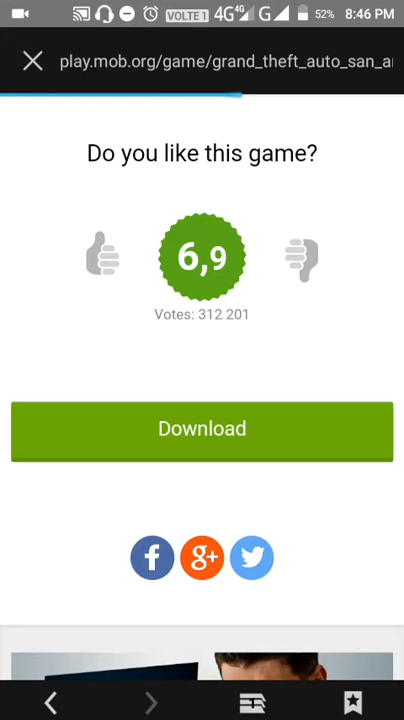 VOLTE 1 4G 4G G 52% 8:46 PM
play.mob.org/game/grand_theft_auto_san_a
Do you like this game?
6,9
Votes: 312 201
Download
f g+